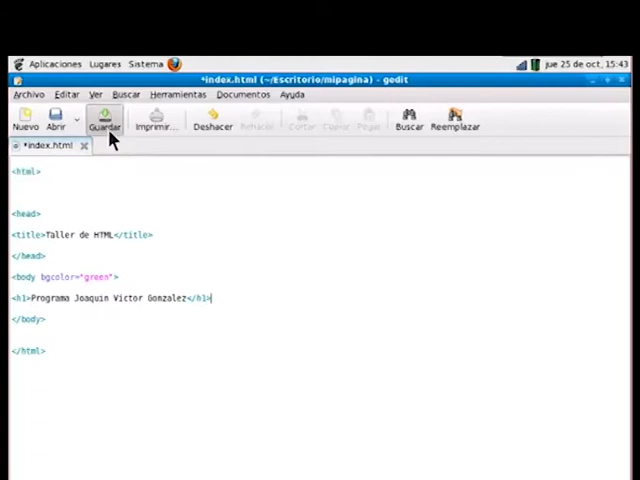 Aplicaciones Lugares Sistema jue 25 de oct, 15:43
*index.html (~/Escritorio/mipagina) - gedit
Archivo Editar Ver Buscar Herramientas Documentos Ayuda
Nuevo Abrir Guardar Imprimir... Deshacer Rehacer Cortar Copiar Pegar Buscar Reemplazar
*index.html
<html>
<head>
<title>Taller de HTML</title>
</head>
<body bgcolor="green">
<h1>Programa Joaquin Victor Gonzalez</h1>
</body>
</html>